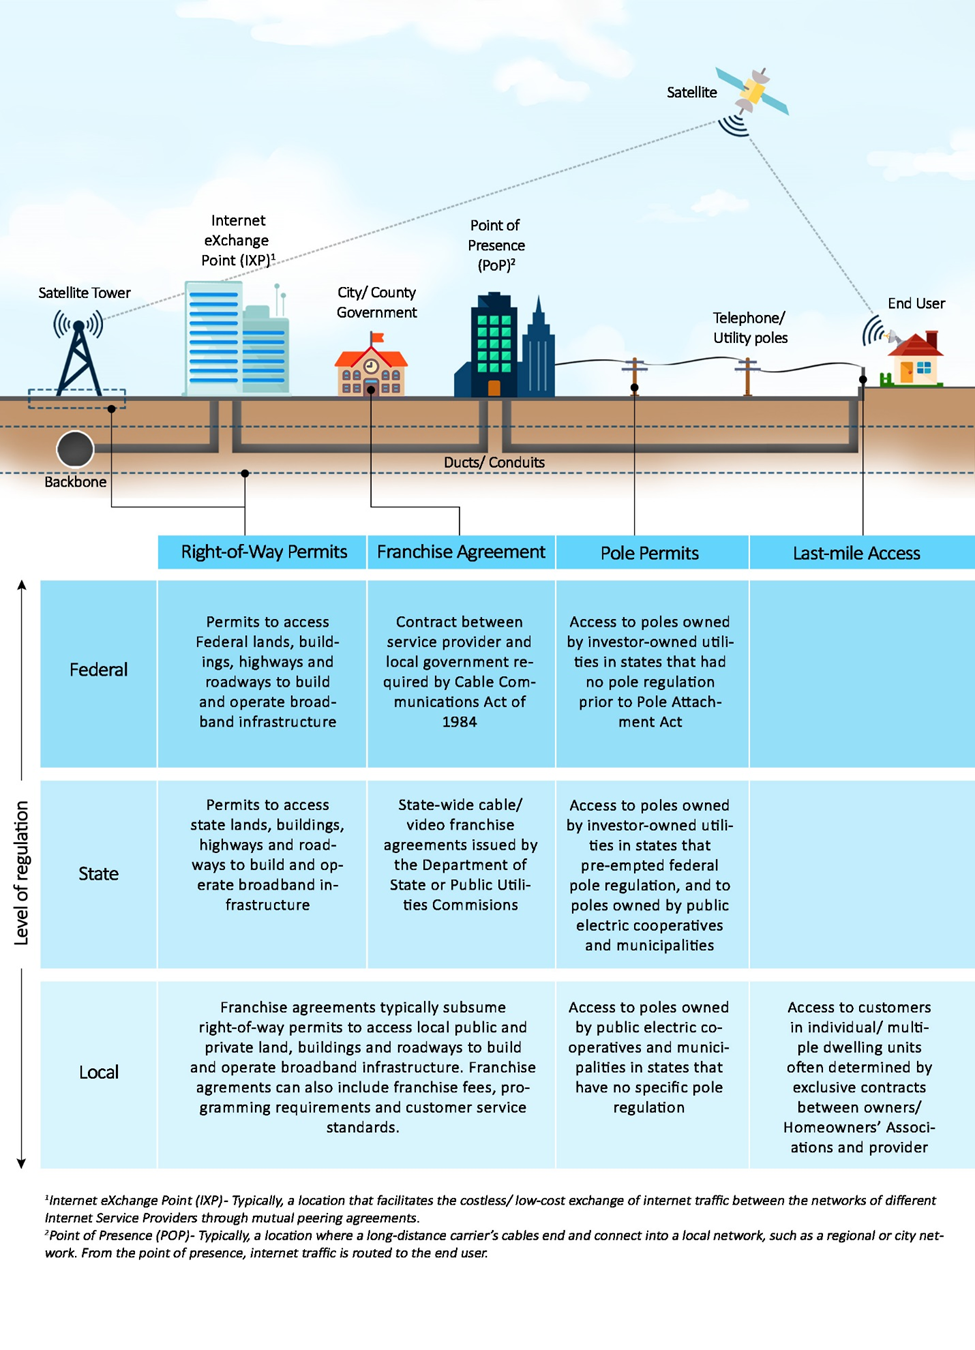 Satellite
Internet
eXchange
Point (IXP)¹
Point of
Presence
(PoP)²
Satellite Tower
City/ County
Government
Telephone/
Utility poles
End User
Ducts/ Conduits
Backbone
Right-of-Way Permits
Franchise Agreement
Pole Permits
Last-mile Access
Level of regulation
Federal
Permits to access
Federal lands, build-
ings, highways and
roadways to build
and operate broad-
band infrastructure
Contract between
service provider and
local government re-
quired by Cable Com-
munications Act of
1984
Access to poles owned
by investor-owned utili-
ties in states that had
no pole regulation
prior to Pole Attach-
ment Act
State
Permits to access
state lands, buildings,
highways and road-
ways to build and op-
erate broadband in-
frastructure
State-wide cable/
video franchise
agreements issued by
the Department of
State or Public Utili-
ties Commisions
Access to poles owned
by investor-owned utili-
ties in states that
pre-empted federal
pole regulation, and to
poles owned by public
electric cooperatives
and municipalities
Local
Franchise agreements typically subsume
right-of-way permits to access local public and
private land, buildings and roadways to build
and operate broadband infrastructure. Franchise
agrements can also include franchise fees, pro-
gramming requirements and customer service
standards.
Access to poles owned
by public electric co-
operatives and munici-
palities in states that
have no specific pole
regulation
Access to customers
in individual/ multi-
ple dwelling units
often determined by
exclusive contracts
between owners/
Homeowners' Associ-
ations and provider
¹Internet eXchange Point (IXP)- Typically, a location that facilitates the costless/ low-cost exchange of internet traffic between the networks of different
Internet Service Providers through mutual peering agreements.
²Point of Presence (POP)- Typically, a location where a long-distance carrier's cables end and connect into a local network, such as a regional or city net-
work. From the point of presence, internet traffic is routed to the end user.